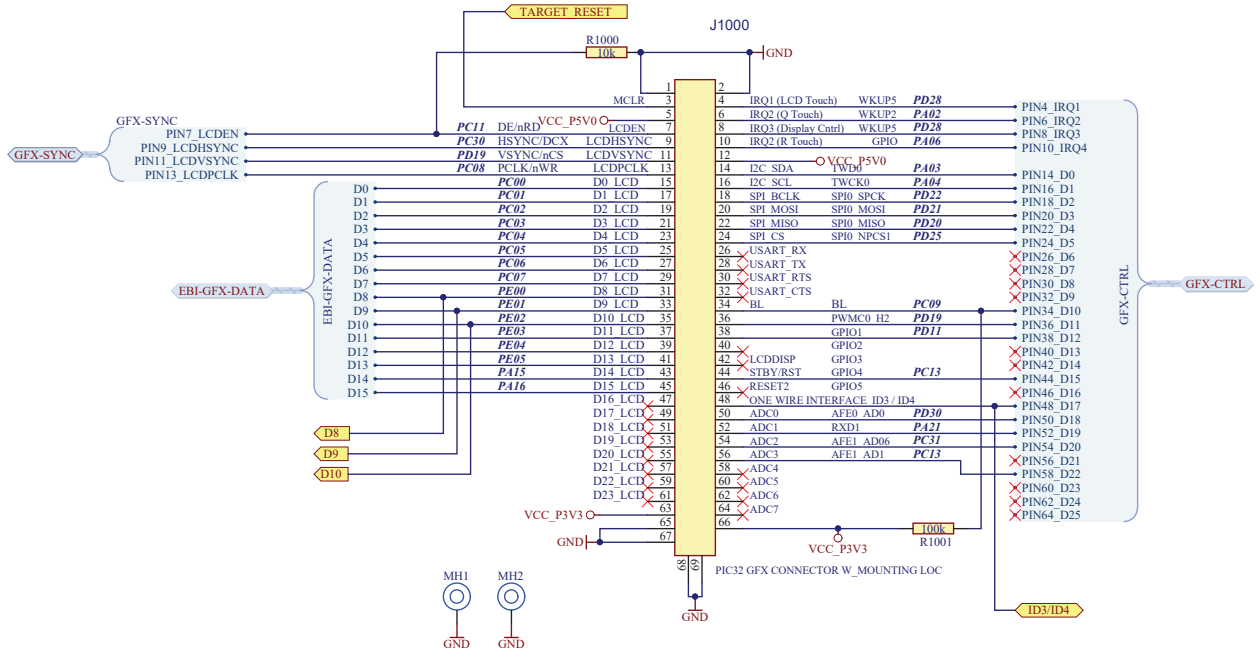 TARGET RESET
J1000
R1000
10k
GND
1 2
MCLR 3 4 IRQ1 (LCD Touch) WKUP5 PD28 PIN4_IRQ1
VCC_P5V0 5 6 IRQ2 (Q Touch) WKUP2 PA02 PIN6_IRQ2
GFX-SYNC
PIN7_LCDEN PC11 DE/nRD LCDEN 7 8 IRQ3 (Display Cntrl) WKUP5 PD28 PIN8_IRQ3
PIN9_LCDHSYNC PC30 HSYNC/DCX LCDHSYNC 9 10 IRQ2 (R Touch) GPIO PA06 PIN10_IRQ4
GFX-SYNC
PIN11_LCDVSYNC PD19 VSYNC/nCS LCDVSYNC 11 12 VCC_P5V0
PIN13_LCDPCLK PC08 PCLK/nWR LCDPCLK 13 14 I2C_SDA TWD0 PA03 PIN14_D0
D0 PC00 D0_LCD 15 16 I2C_SCL TWCK0 PA04 PIN16_D1
D1 PC01 D1_LCD 17 18 SPI_BCLK SPI0_SPCK PD22 PIN18_D2
D2 PC02 D2_LCD 19 20 SPI_MOSI SPI0_MOSI PD21 PIN20_D3
D3 PC03 D3_LCD 21 22 SPI_MISO SPI0_MISO PD20 PIN22_D4
D4 PC04 D4_LCD 23 24 SPI_CS SPI0_NPCS1 PD25 PIN24_D5
D5 PC05 D5_LCD 25 26 USART_RX PIN26_D6
D6 PC06 D6_LCD 27 28 USART_TX PIN28_D7
D7 PC07 D7_LCD 29 30 USART_RTS PIN30_D8
EBI-GFX-DATA
EBI-GFX-DATA
GFX-CTRL
GFX-CTRL
D8 PE00 D8_LCD 31 32 USART_CTS PIN32_D9
D9 PE01 D9_LCD 33 34 BL BL PC09 PIN34_D10
D10 PE02 D10_LCD 35 36 PWMC0_H2 PD19 PIN36_D11
D11 PE03 D11_LCD 37 38 GPIO1 PD11 PIN38_D12
D12 PE04 D12_LCD 39 40 GPIO2 PIN40_D13
D13 PE05 D13_LCD 41 42 LCDDISP GPIO3 PIN42_D14
D14 PA15 D14_LCD 43 44 STBY/RST GPIO4 PC13 PIN44_D15
D15 PA16 D15_LCD 45 46 RESET2 GPIO5 PIN46_D16
D16_LCD 47 48 ONE WIRE INTERFACE ID3 / ID4 PIN48_D17
D17_LCD 49 50 ADC0 AFE0_AD0 PD30 PIN50_D18
D8 D18_LCD 51 52 ADC1 RXD1 PA21 PIN52_D19
D9 D19_LCD 53 54 ADC2 AFE1_AD06 PC31 PIN54_D20
D20_LCD 55 56 ADC3 AFE1_AD1 PC13 PIN56_D21
D10 D21_LCD 57 58 ADC4 PIN58_D22
D22_LCD 59 60 ADC5 PIN60_D23
D23_LCD 61 62 ADC6 PIN62_D24
VCC_P3V3 63 64 ADC7 PIN64_D25
65 66 100k
GND 67 VCC_P3V3 R1001
68 69 PIC32 GFX CONNECTOR W_MOUNTING LOC
MH1 MH2
GND ID3/ID4
GND GND